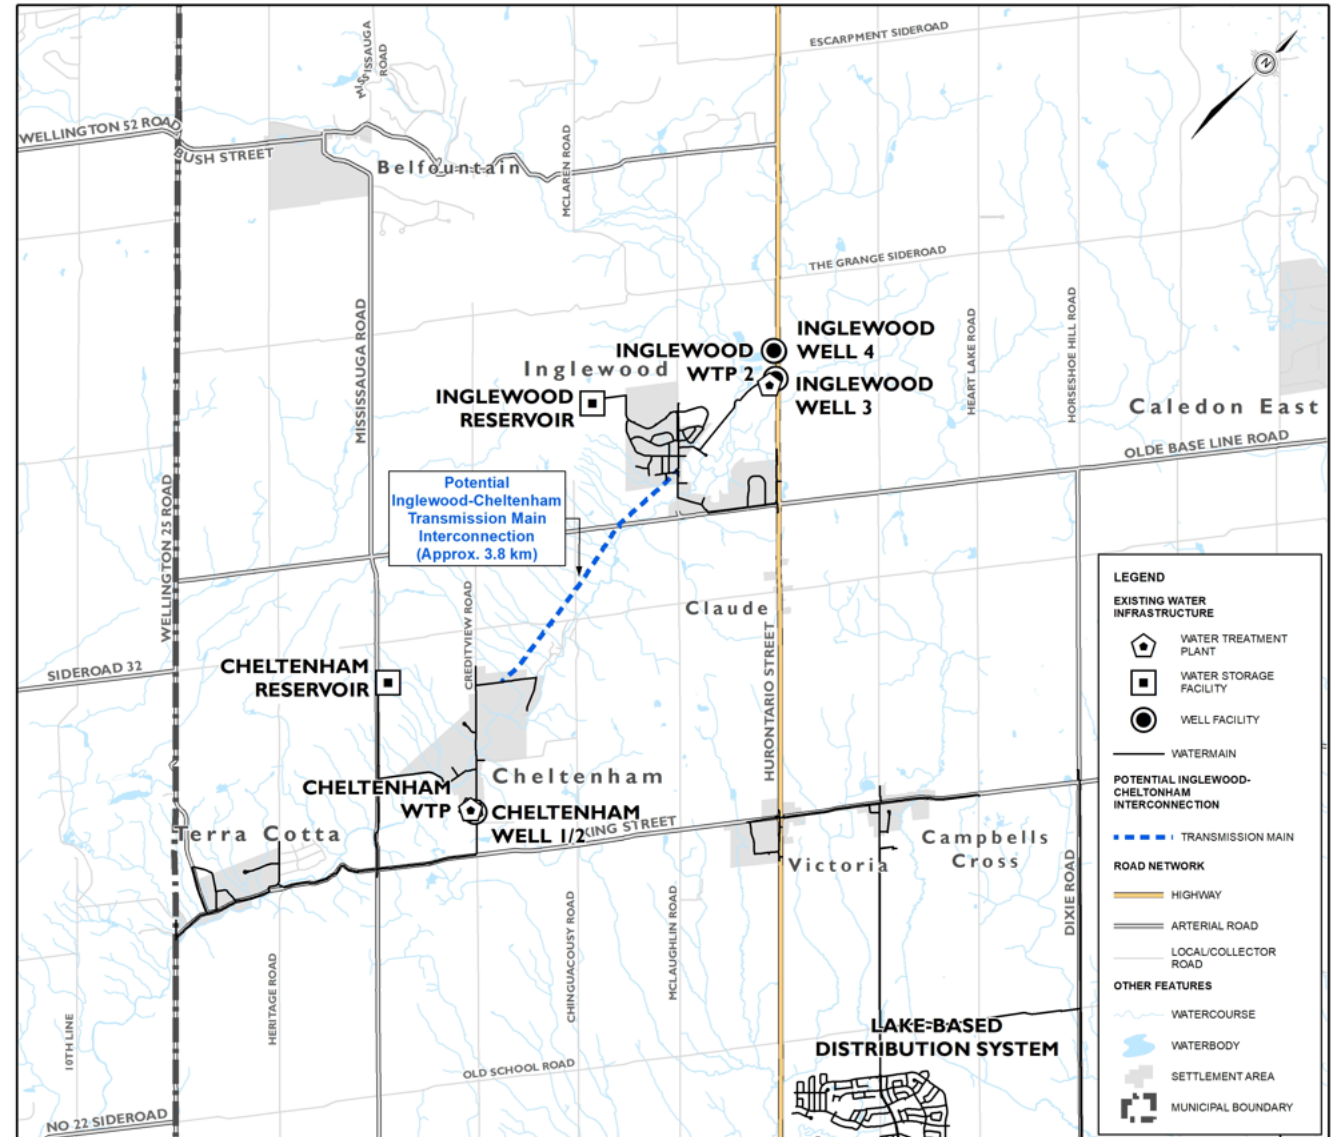 ESCARPMENT SIDEROAD
MISSISSAUGA
ROAD
N
WELLINGTON 52 ROAD
BUSH STREET
Belfountain
MCLAREN ROAD
THE GRANGE SIDEROAD
MISSISSAUGA ROAD
INGLEWOOD
WELL 4
INGLEWOOD
WTP 2
Inglewood
INGLEWOOD
WELL 3
INGLEWOOD
RESERVOIR
HEART LAKE ROAD
HORSESHOE HILL ROAD
Caledon East
OLDE BASE LINE ROAD
Potential
Inglewood-Cheltenham
Transmission Main
Interconnection
(Approx. 3.8 km)
WELLINGTON 25 ROAD
CREDITVIEW ROAD
Claude
HURONTARIO STREET
SIDEROAD 32
CHELTENHAM
RESERVOIR
Cheltenham
CHELTENHAM
WTP
CHELTENHAM
WELL 1/2
KING STREET
Terra Cotta
Victoria
Campbells
Cross
DIXIE ROAD
HERITAGE ROAD
CHINGUACOUSY ROAD
MCLAUGHLIN ROAD
10TH LINE
LAKE-BASED
DISTRIBUTION SYSTEM
OLD SCHOOL ROAD
NO 22 SIDEROAD
LEGEND
EXISTING WATER
INFRASTRUCTURE
WATER TREATMENT
PLANT
WATER STORAGE
FACILITY
WELL FACILITY
WATERMAIN
POTENTIAL INGLEWOOD-
CHELTONHAM
INTERCONNECTION
TRANSMISSION MAIN
ROAD NETWORK
HIGHWAY
ARTERIAL ROAD
LOCAL/COLLECTOR
ROAD
OTHER FEATURES
WATERCOURSE
WATERBODY
SETTLEMENT AREA
MUNICIPAL BOUNDARY